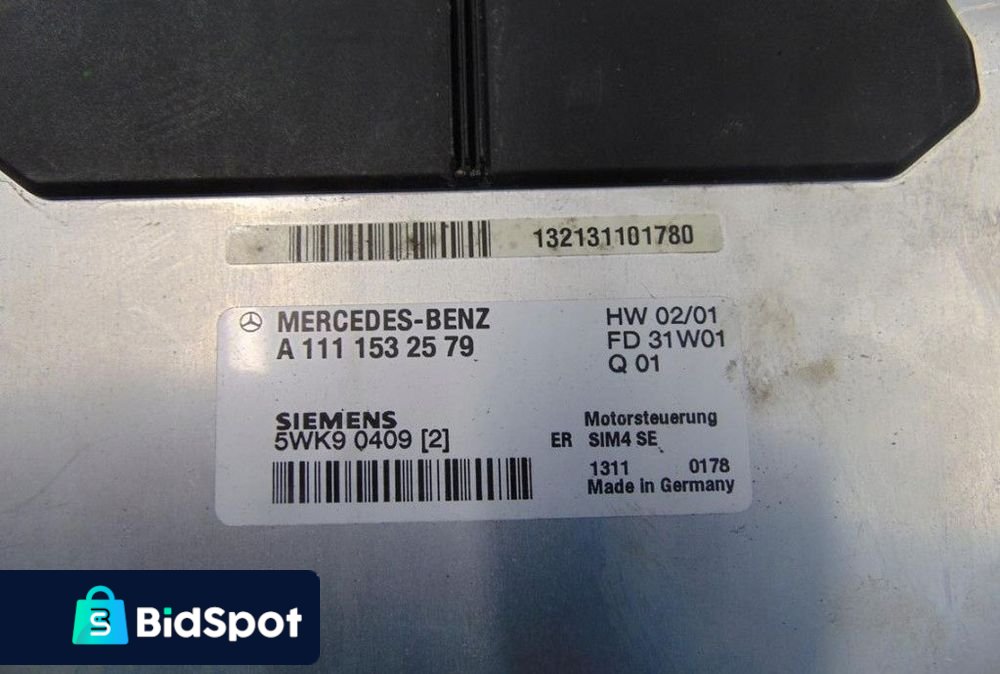 132131101780
MERCEDES-BENZ
A 111 153 25 79
HW 02/01
FD 31W01
Q 01
SIEMENS
5WK9 0409 [2]
Motorsteuerung
ER SIM4 SE
1311 0178
Made in Germany
S BidSpot